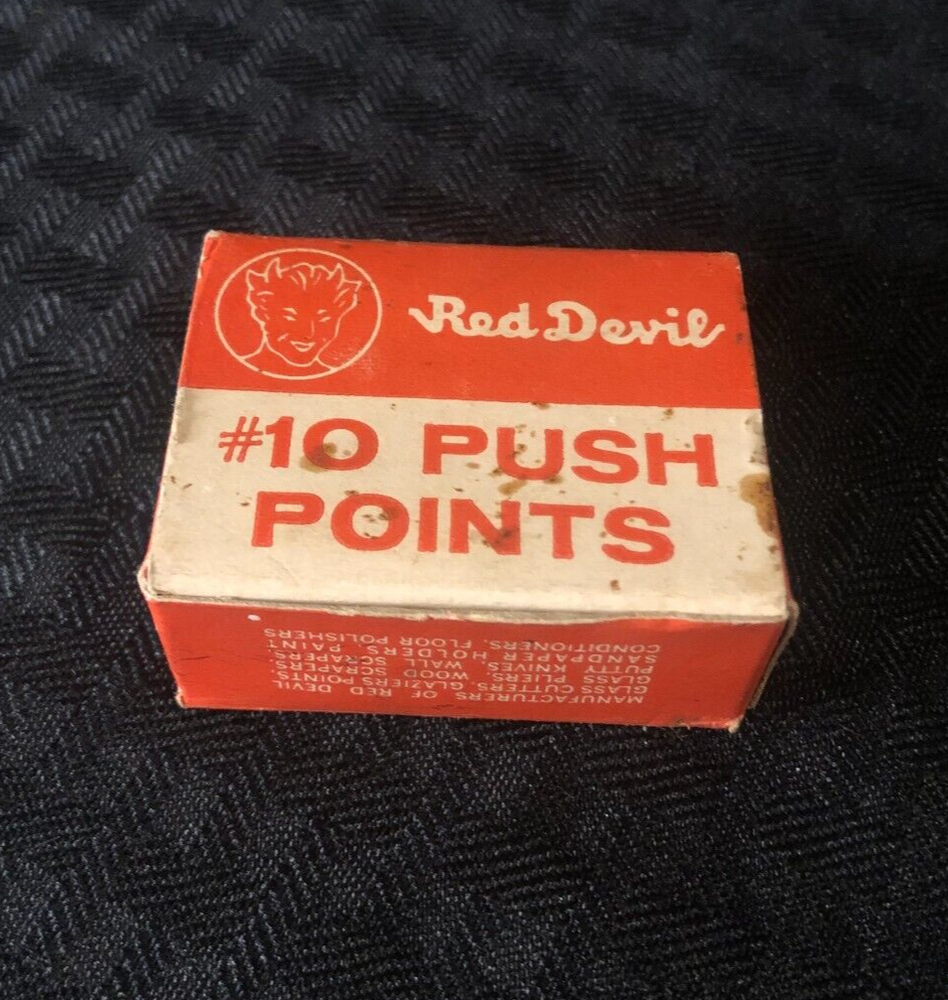 Red Devil
#10 PUSH
POINTS
MANUFACTURERS OF RED DEVIL
GLASS CUTTERS, GLAZIERS POINTS,
GLASS PLIERS, WOOD SCRAPERS,
PUTTY KNIVES, WALL SCRAPERS,
SANDPAPER HOLDERS, PAINT
CONDITIONERS, FLOOR POLISHERS